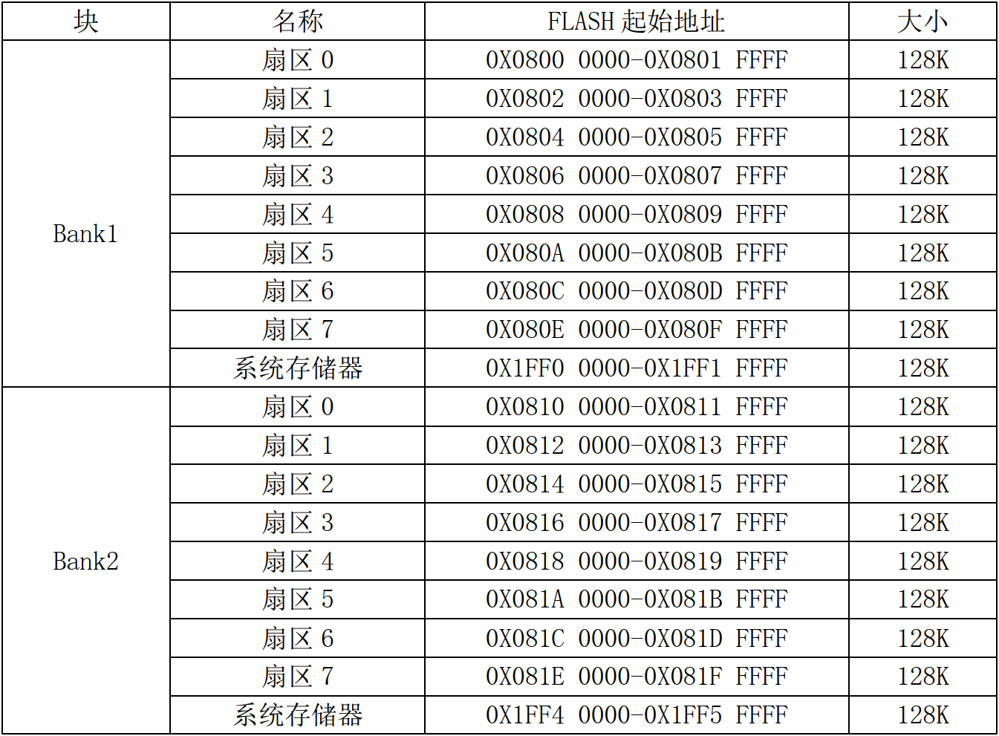 块 名称 FLASH 起始地址 大小
Bank1
扇区 0 0X0800 0000-0X0801 FFFF 128K
扇区 1 0X0802 0000-0X0803 FFFF 128K
扇区 2 0X0804 0000-0X0805 FFFF 128K
扇区 3 0X0806 0000-0X0807 FFFF 128K
扇区 4 0X0808 0000-0X0809 FFFF 128K
扇区 5 0X080A 0000-0X080B FFFF 128K
扇区 6 0X080C 0000-0X080D FFFF 128K
扇区 7 0X080E 0000-0X080F FFFF 128K
系统存储器 0X1FF0 0000-0X1FF1 FFFF 128K
Bank2
扇区 0 0X0810 0000-0X0811 FFFF 128K
扇区 1 0X0812 0000-0X0813 FFFF 128K
扇区 2 0X0814 0000-0X0815 FFFF 128K
扇区 3 0X0816 0000-0X0817 FFFF 128K
扇区 4 0X0818 0000-0X0819 FFFF 128K
扇区 5 0X081A 0000-0X081B FFFF 128K
扇区 6 0X081C 0000-0X081D FFFF 128K
扇区 7 0X081E 0000-0X081F FFFF 128K
系统存储器 0X1FF4 0000-0X1FF5 FFFF 128K